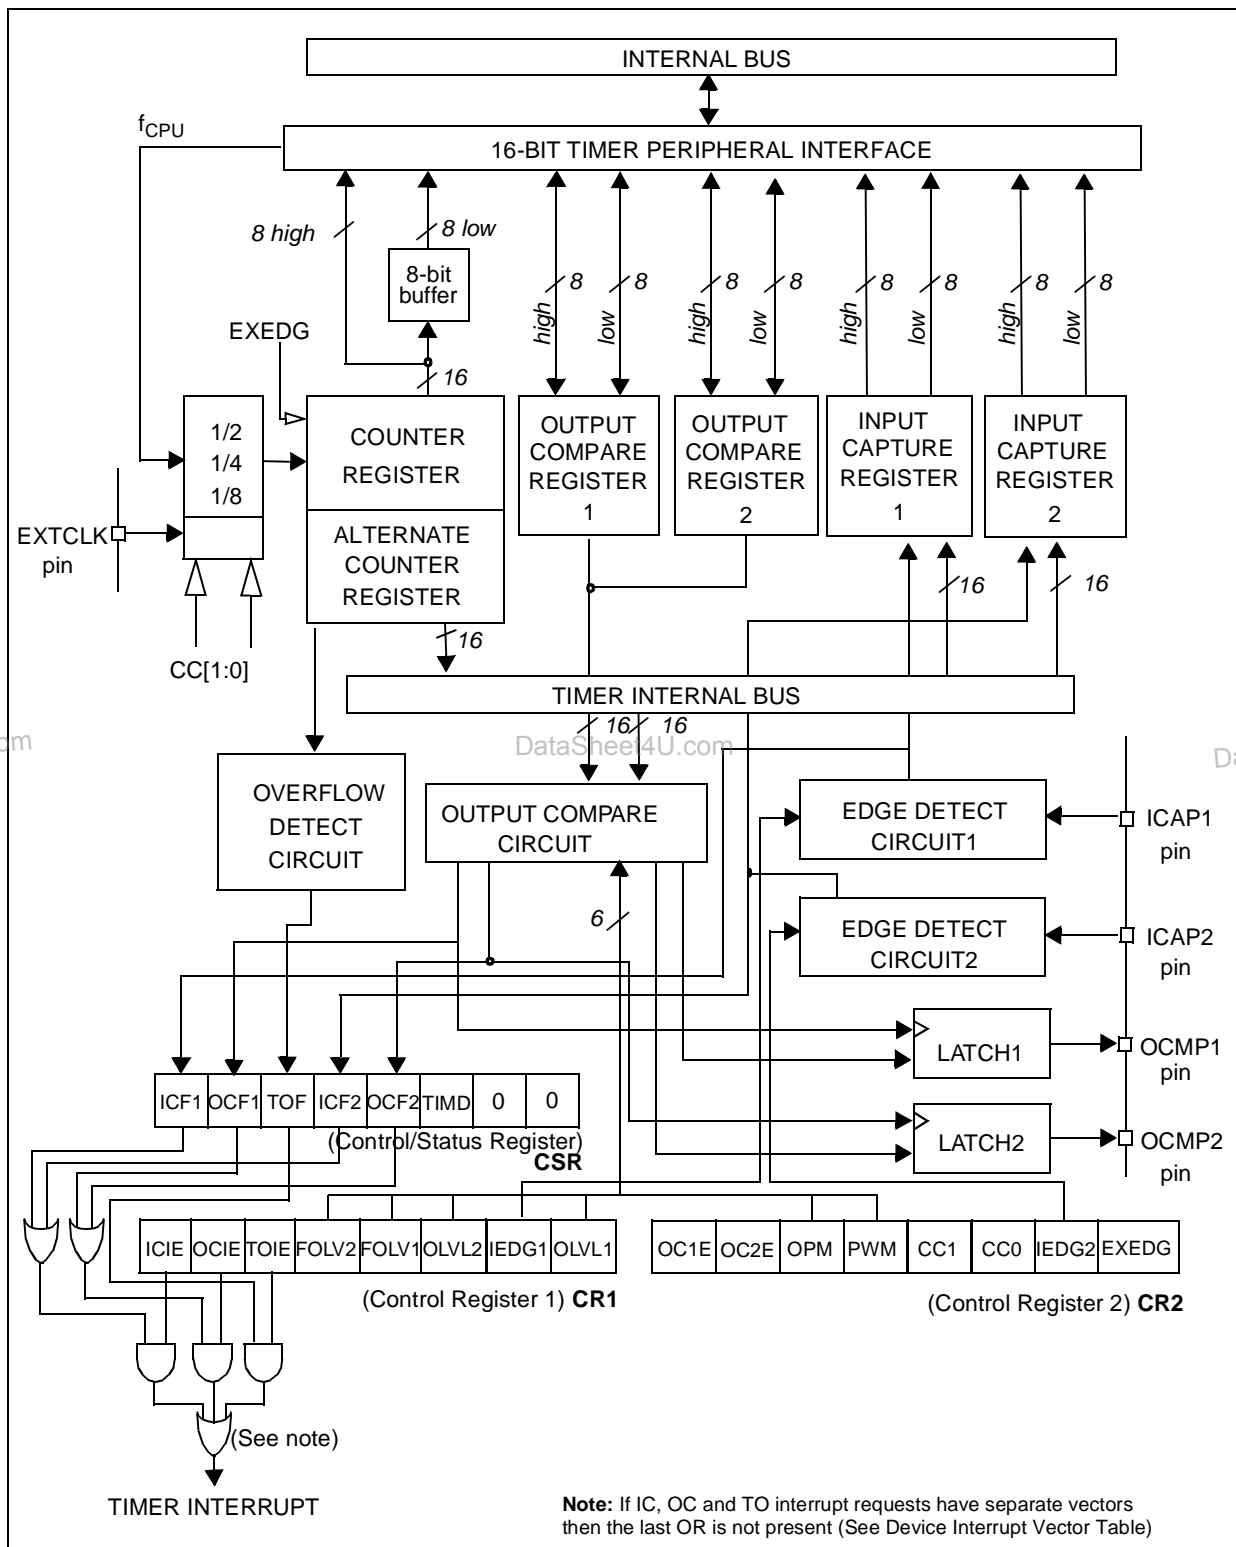 INTERNAL BUS
fCPU
16-BIT TIMER PERIPHERAL INTERFACE
8 high
8 low
8-bit
buffer
high
8
low
8
high
8
low
8
high
8
low
8
high
8
low
8
EXEDG
16
1/2
1/4
1/8
COUNTER
REGISTER
ALTERNATE
COUNTER
REGISTER
OUTPUT
COMPARE
REGISTER
1
OUTPUT
COMPARE
REGISTER
2
INPUT
CAPTURE
REGISTER
1
INPUT
CAPTURE
REGISTER
2
EXTCLK
pin
CC[1:0]
16
16
16
TIMER INTERNAL BUS
16
16
om
DataSheet4U.com
Da
OVERFLOW
DETECT
CIRCUIT
OUTPUT COMPARE
CIRCUIT
6
EDGE DETECT
CIRCUIT1
ICAP1
pin
EDGE DETECT
CIRCUIT2
ICAP2
pin
LATCH1
OCMP1
pin
LATCH2
OCMP2
pin
ICF1 OCF1 TOF ICF2 OCF2 TIMD 0 0
(Control/Status Register)
CSR
ICIE OCIE TOIE FOLV2 FOLV1 OLVL2 IEDG1 OLVL1
(Control Register 1) CR1
OC1E OC2E OPM PWM CC1 CC0 IEDG2 EXEDG
(Control Register 2) CR2
(See note)
TIMER INTERRUPT
Note: If IC, OC and TO interrupt requests have separate vectors
then the last OR is not present (See Device Interrupt Vector Table)